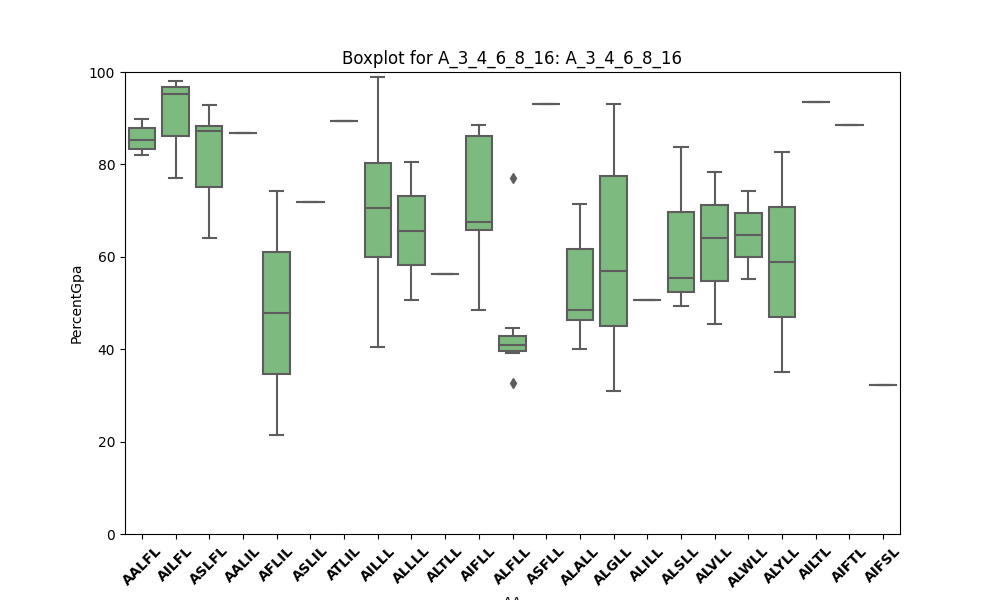 Boxplot for A_3_4_6_8_16: A_3_4_6_8_16
PercentGpa
100
80
60
40
20
0
AALFL
AILFL
ASLFL
AALIL
AFLIL
ASLIL
ATLIL
AILLL
ALLLL
ALTLL
AIFLL
ALFLL
ASFLL
ALALL
ALGLL
ALILL
ALSLL
ALVLL
ALWLL
ALYLL
AILTL
AIFTL
AIFSL